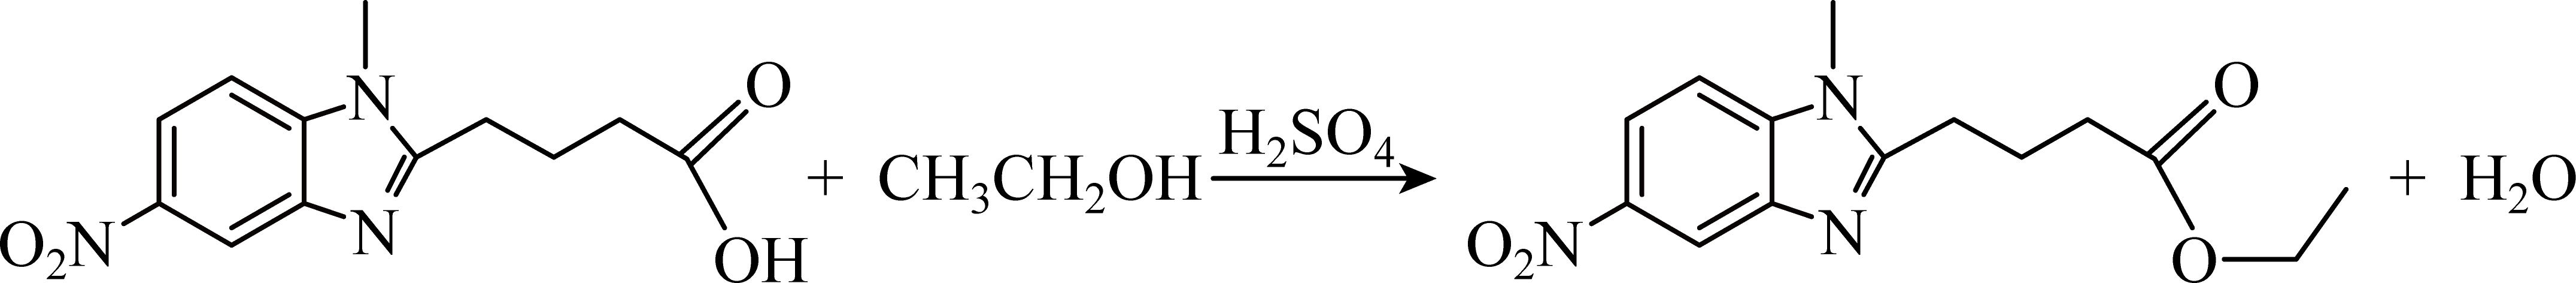 N
O
O₂N
N
OH
+ CH₃CH₂OH
H₂SO₄
N
O
O₂N
N
O
+ H₂O